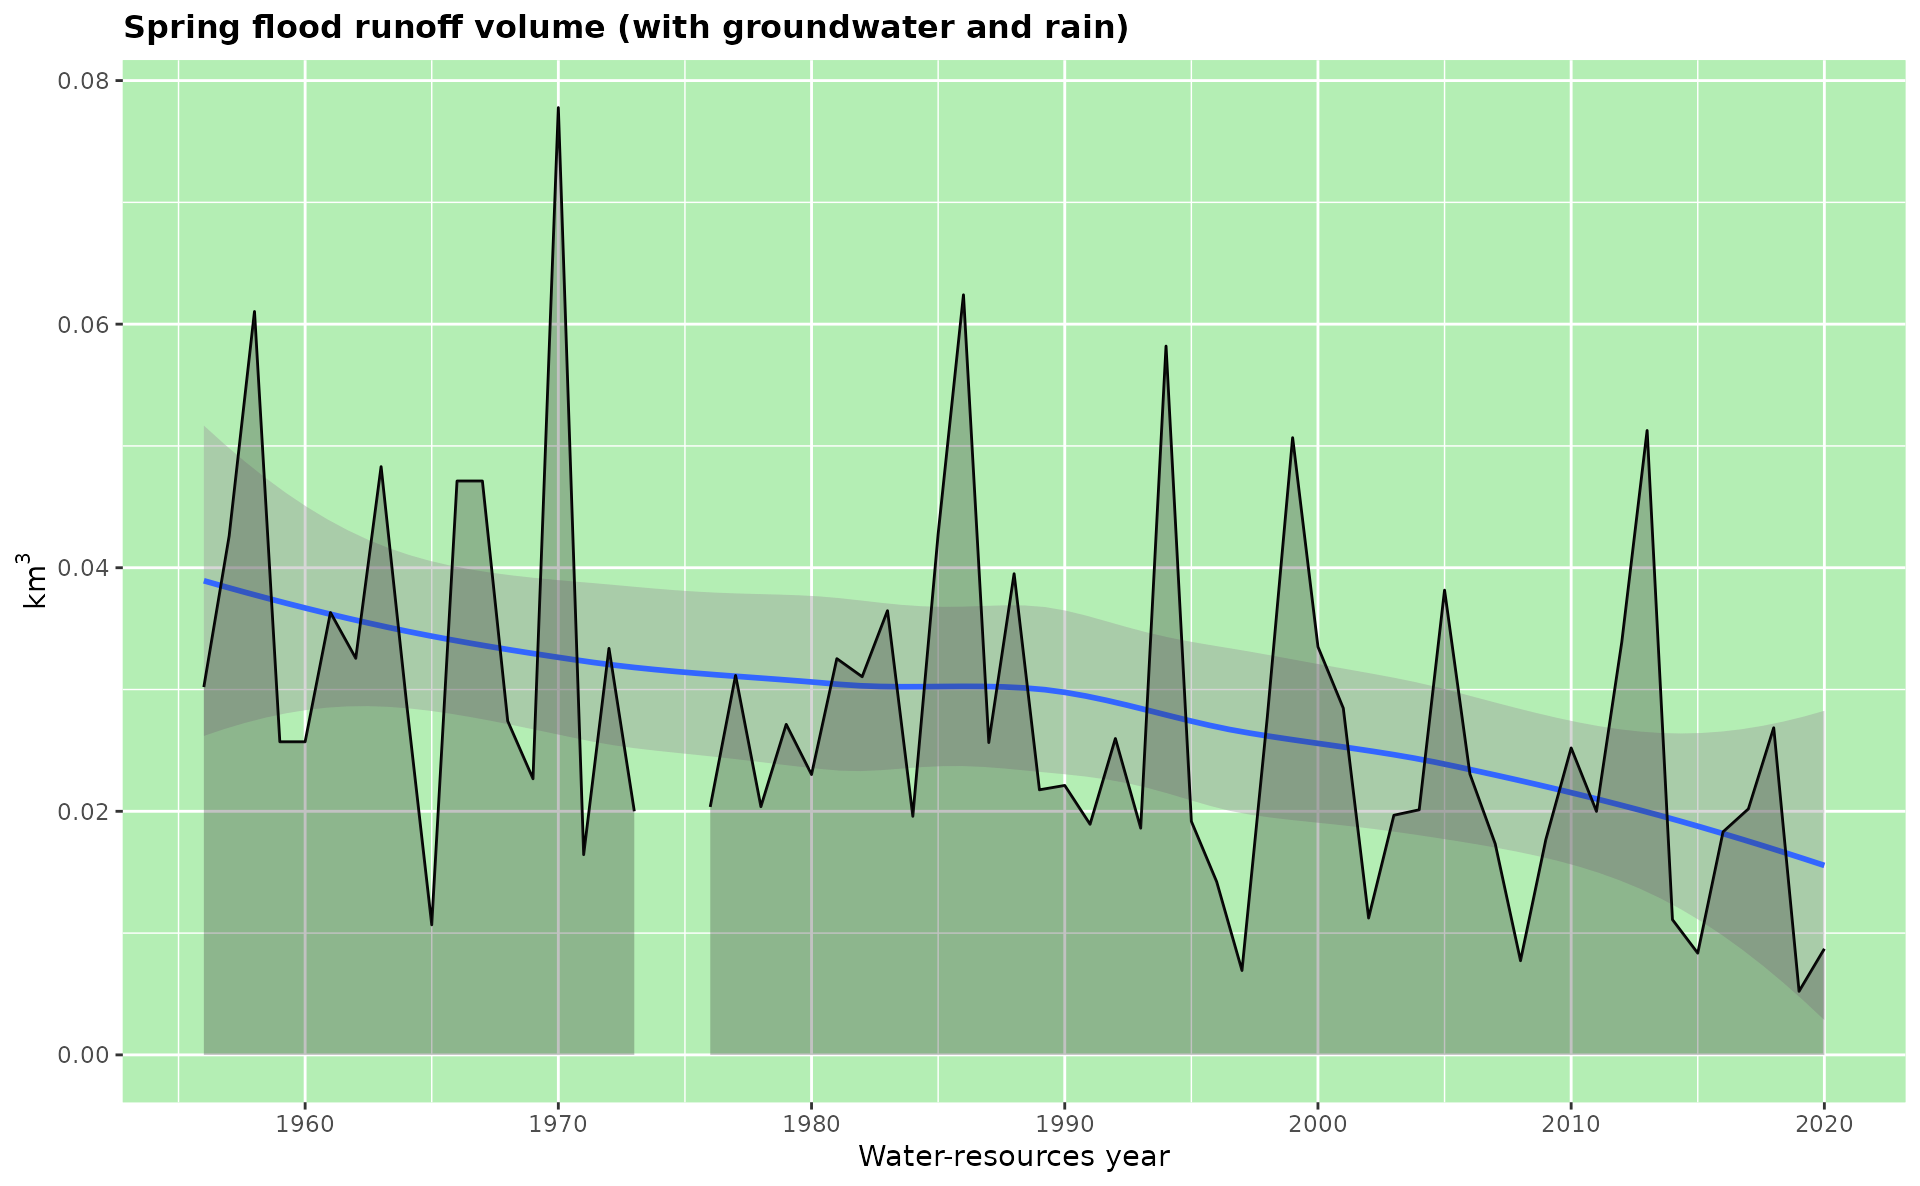 Spring flood runoff volume (with groundwater and rain)
km³
0.08
0.06
0.04
0.02
0.00
1960 1970 1980 1990 2000 2010 2020
Water-resources year